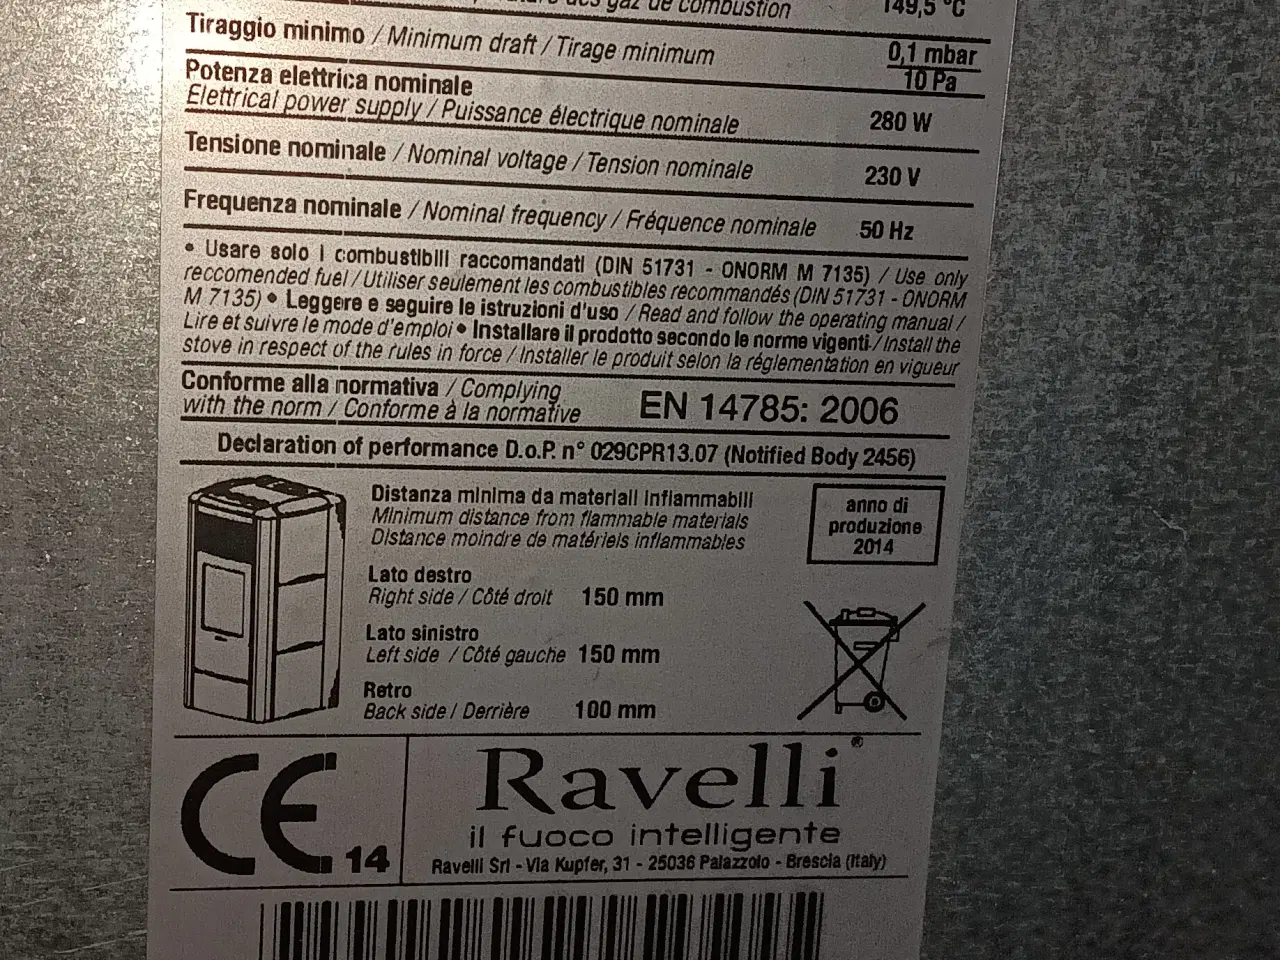 des gaz de combustion 149,5 °C
Tiraggio minimo / Minimum draft / Tirage minimum 0,1 mbar
10 Pa
Potenza elettrica nominale
Elettrical power supply / Puissance électrique nominale 280 W
Tensione nominale / Nominal voltage / Tension nominale 230 V
Frequenza nominale / Nominal frequency / Fréquence nominale 50 Hz
• Usare solo i combustibili raccomandati (DIN 51731 - ONORM M 7135) / Use only
reccomended fuel / Utiliser seulement les combustibles recommandés (DIN 51731 - ONORM
M 7135) • Leggere e seguire le istruzioni d'uso / Read and follow the operating manual /
Lire et suivre le mode d'emploi • Installare il prodotto secondo le norme vigenti / Install the
stove in respect of the rules in force / Installer le produit selon la réglementation en vigueur
Conforme alla normativa / Complying
with the norm / Conforme à la normative EN 14785: 2006
Declaration of performance D.o.P. n° 029CPR13.07 (Notified Body 2456)
Distanza minima da materiali infiammabili
Minimum distance from flammable materials
Distance moindre de matériels inflammables
anno di
produzione
2014
Lato destro
Right side / Côté droit 150 mm
Lato sinistro
Left side / Côté gauche 150 mm
Retro
Back side / Derrière 100 mm
CE 14
Ravelli®
il fuoco intelligente
Ravelli Srl - Via Kupfer, 31 - 25036 Palazzolo - Brescia (Italy)